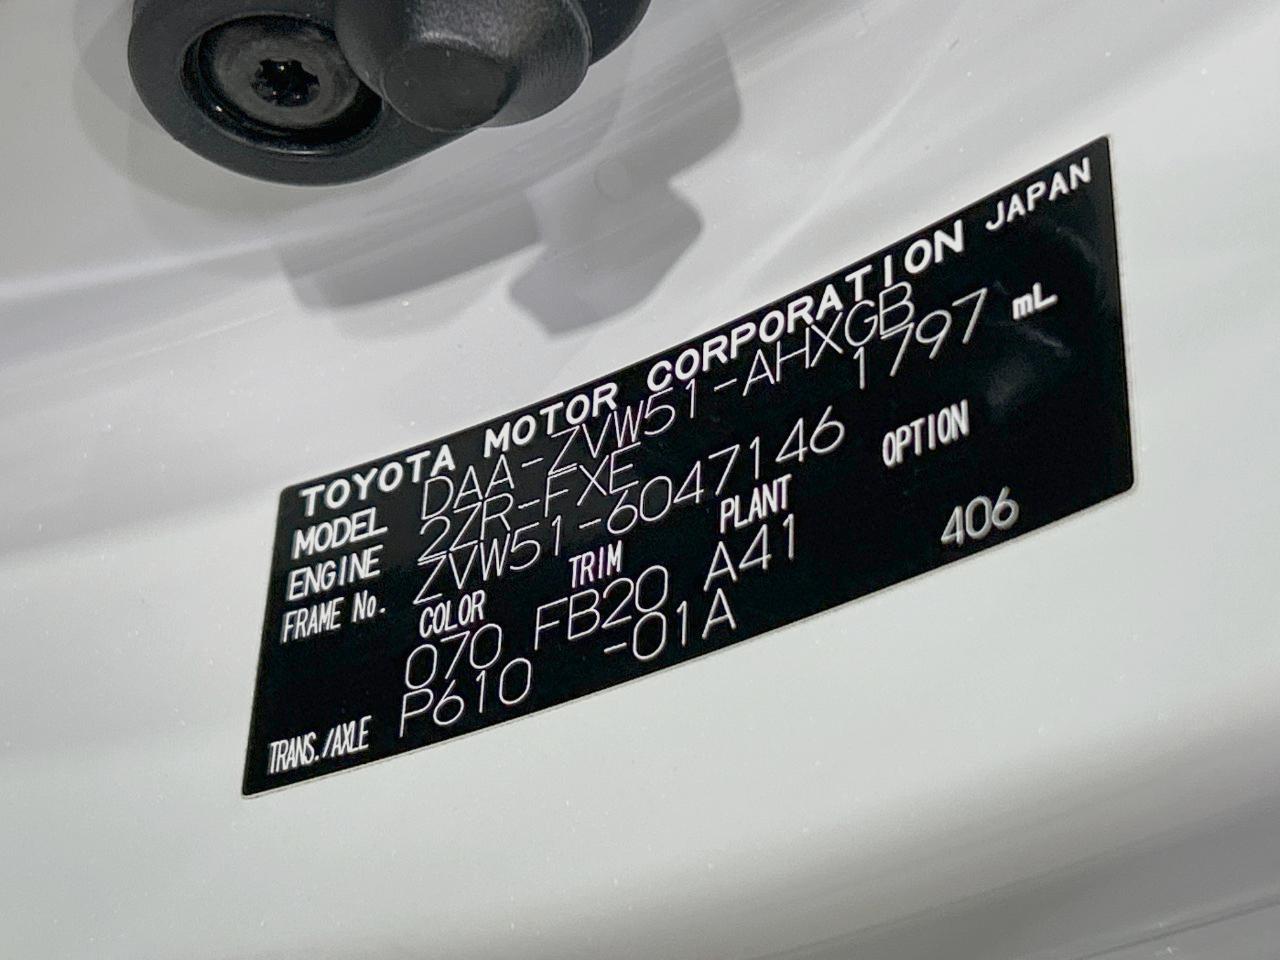 TOYOTA MOTOR CORPORATION JAPAN
MODEL DAA-ZVW51-AHXGB
ENGINE 2ZR-FXE 1797 mL
FRAME No. ZVW51-6047146
COLOR TRIM PLANT OPTION
070 FB20 A41 406
TRANS./AXLE P610 -01A